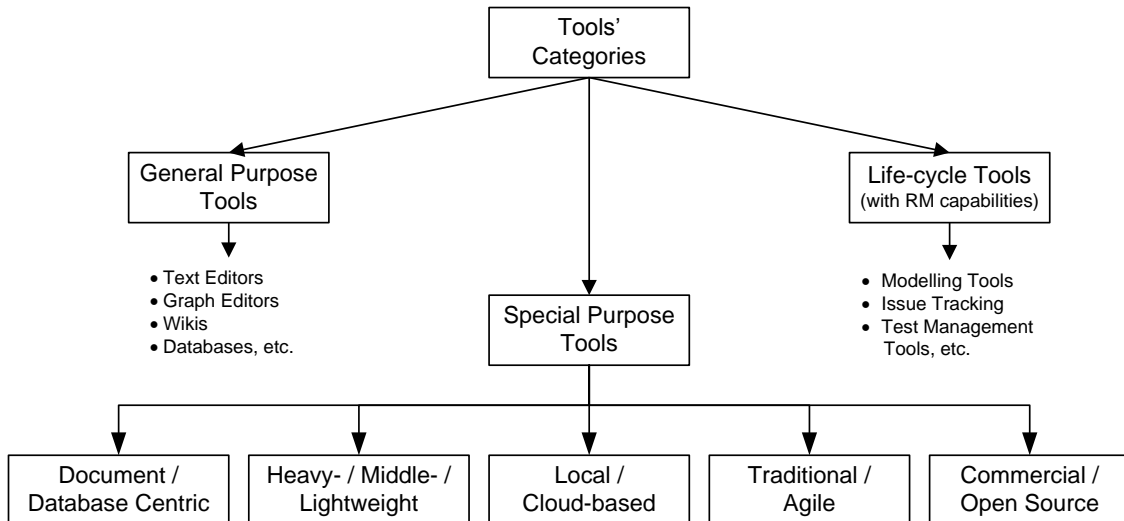 Tools’
Categories
General Purpose
Tools
Life-cycle Tools
(with RM capabilities)
• Text Editors
• Graph Editors
• Wikis
• Databases, etc.
• Modelling Tools
• Issue Tracking
• Test Management
Tools, etc.
Special Purpose
Tools
Document /
Database Centric
Heavy- / Middle- /
Lightweight
Local /
Cloud-based
Traditional /
Agile
Commercial /
Open Source